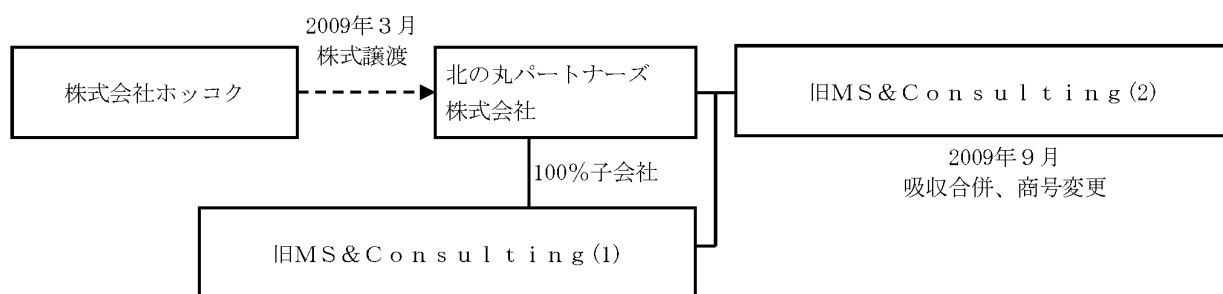 2009年３月
株式譲渡
株式会社ホッコク
北の丸パートナーズ
株式会社
旧ＭＳ＆Ｃｏｎｓｕｌｔｉｎｇ(2)
100％子会社
2009年９月
吸収合併、商号変更
旧ＭＳ＆Ｃｏｎｓｕｌｔｉｎｇ(1)